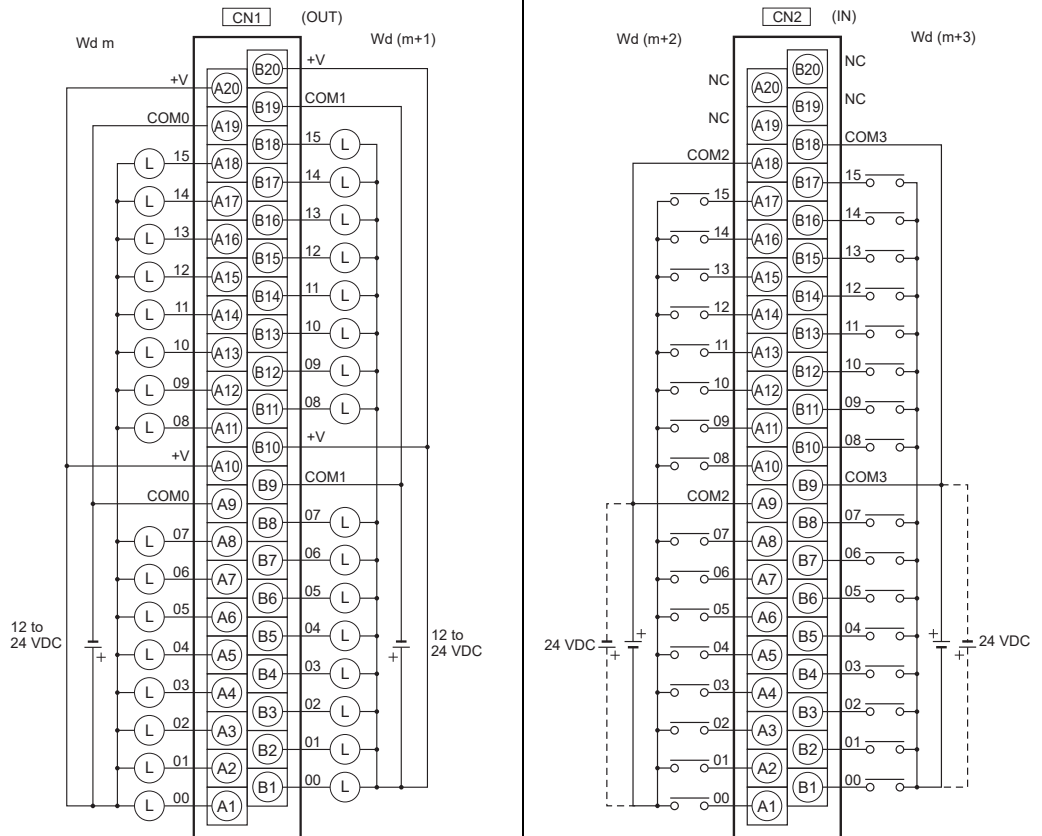 CN1 (OUT)
Wd m
Wd (m+1)
+V
A20
B20
+V
COM0
A19
B19
COM1
15
L
A18
B18
15
L
14
L
A17
B17
14
L
13
L
A16
B16
13
L
12
L
A15
B15
12
L
11
L
A14
B14
11
L
10
L
A13
B13
10
L
09
L
A12
B12
09
L
08
L
A11
B11
08
L
+V
A10
B10
+V
COM0
A9
B9
COM1
07
L
A8
B8
07
L
06
L
A7
B7
06
L
05
L
A6
B6
05
L
04
L
A5
B5
04
L
03
L
A4
B4
03
L
02
L
A3
B3
02
L
01
L
A2
B2
01
L
00
L
A1
B1
00
L
12 to
24 VDC
+
12 to
24 VDC
+
CN2 (IN)
Wd (m+2)
Wd (m+3)
NC
A20
B20
NC
NC
A19
B19
NC
COM2
A18
B18
COM3
15
A17
B17
15
14
A16
B16
14
13
A15
B15
13
12
A14
B14
12
11
A13
B13
11
10
A12
B12
10
09
A11
B11
09
08
A10
B10
08
COM2
A9
B9
COM3
07
A8
B8
07
06
A7
B7
06
05
A6
B6
05
04
A5
B5
04
03
A4
B4
03
02
A3
B3
02
01
A2
B2
01
00
A1
B1
00
24 VDC
+
+
24 VDC
+
+